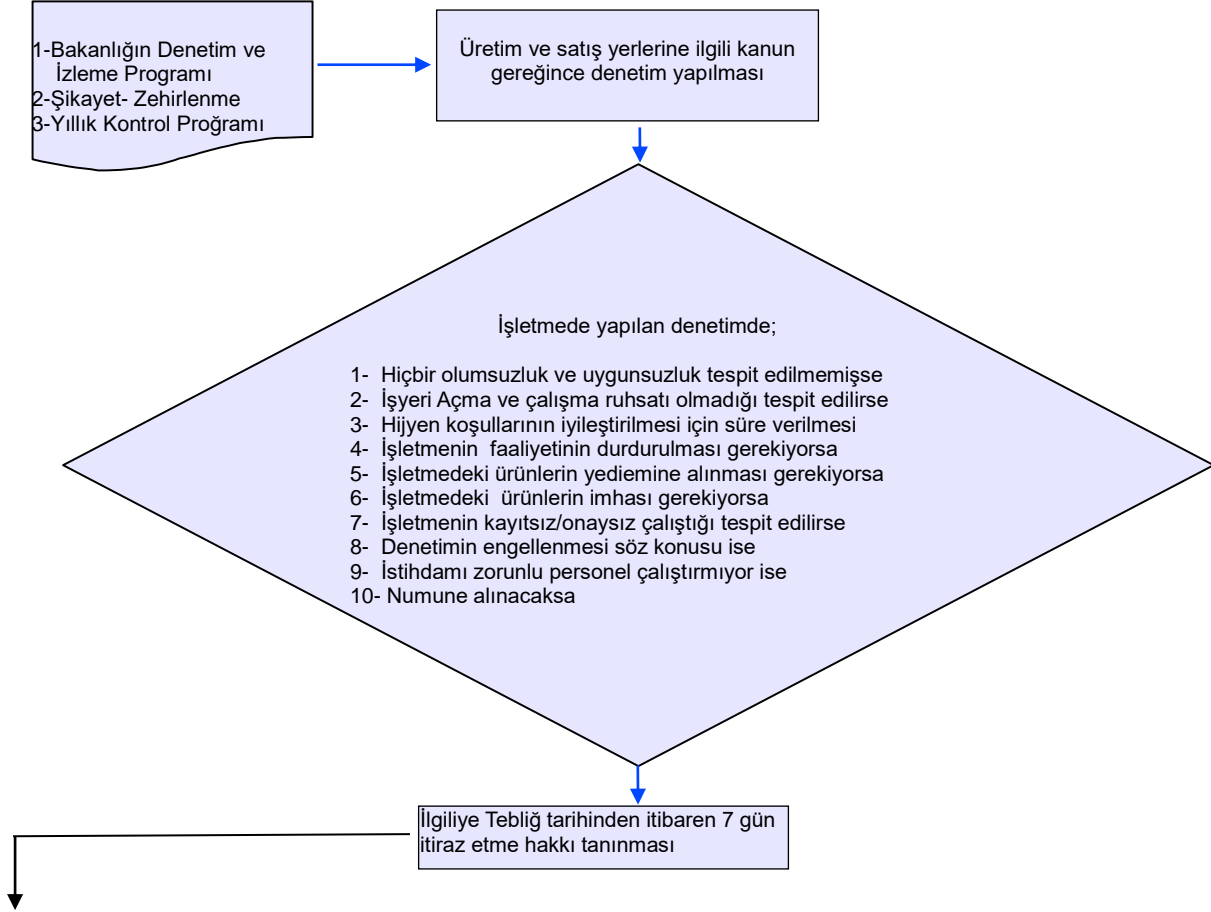 1-Bakanlığın Denetim ve
İzleme Programı
2-Şikayet- Zehirlenme
3-Yıllık Kontrol Proğramı
Üretim ve satış yerlerine ilgili kanun
gereğince denetim yapılması
İşletmede yapılan denetimde;
1- Hiçbir olumsuzluk ve uygunsuzluk tespit edilmemişse
2- İşyeri Açma ve çalışma ruhsatı olmadığı tespit edilirse
3- Hijyen koşullarının iyileştirilmesi için süre verilmesi
4- İşletmenin faaliyetinin durdurulması gerekiyorsa
5- İşletmedeki ürünlerin yediemine alınması gerekiyorsa
6- İşletmedeki ürünlerin imhası gerekiyorsa
7- İşletmenin kayıtsız/onaysız çalıştığı tespit edilirse
8- Denetimin engellenmesi söz konusu ise
9- İstihdamı zorunlu personel çalıştırmıyor ise
10- Numune alınacaksa
İlgiliye Tebliğ tarihinden itibaren 7 gün
itiraz etme hakkı tanınması